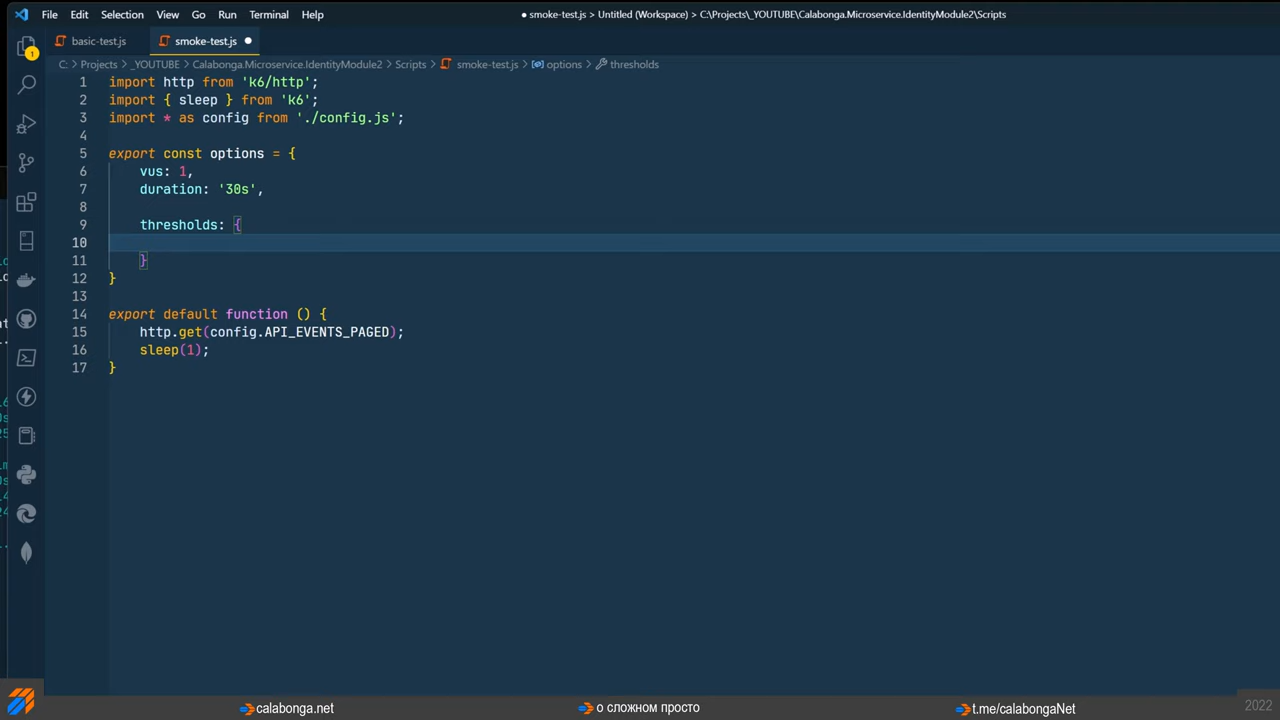 File Edit Selection View Go Run Terminal Help
● smoke-test.js > Untitled (Workspace) > C:\Projects\_YOUTUBE\Calabonga.Microservice.IdentityModule2\Scripts
basic-test.js smoke-test.js ●
C: > Projects > _YOUTUBE > Calabonga.Microservice.IdentityModule2 > Scripts > smoke-test.js > options > thresholds
1 import http from 'k6/http';
2 import { sleep } from 'k6';
3 import * as config from './config.js';
4
5 export const options = {
6 vus: 1,
7 duration: '30s',
8
9 thresholds: {
10
11 }
12 }
13
14 export default function () {
15 http.get(config.API_EVENTS_PAGED);
16 sleep(1);
17 }
1
calabonga.net
о сложном просто
t.me/calabongaNet
2022